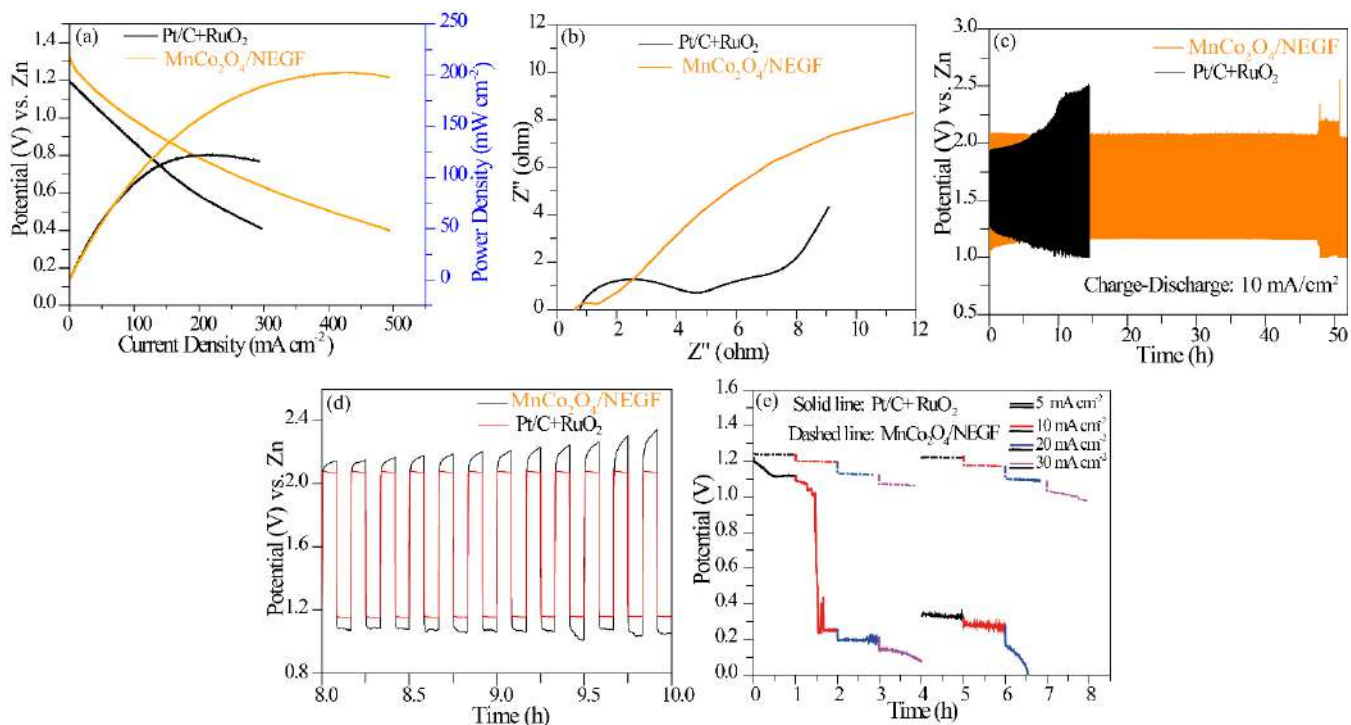 (a)
Pt/C+RuO₂
MnCo₂O₄/NEGF
Potential (V) vs. Zn
1.4
1.2
1.0
0.8
0.6
0.4
0.2
0.0
0 100 200 300 400 500
Current Density (mA cm⁻²)
250
200
150
100
50
0
Power Density (mW cm⁻²)
(b)
Pt/C+RuO₂
MnCo₂O₄/NEGF
Z'' (ohm)
12
10
8
6
4
2
0
0 2 4 6 8 10 12
Z'' (ohm)
(c)
MnCo₂O₄/NEGF
Pt/C+RuO₂
Potential (V) vs. Zn
3.0
2.5
2.0
1.5
1.0
0.5
Charge-Discharge: 10 mA/cm²
0 10 20 30 40 50
Time (h)
(d)
MnCo₂O₄/NEGF
Pt/C+RuO₂
Potential (V) vs. Zn
2.4
2.0
1.6
1.2
0.8
8.0 8.5 9.0 9.5 10.0
Time (h)
(e)
Solid line: Pt/C+ RuO₂
Dashed line: MnCo₂O₄/NEGF
5 mAcm⁻²
10 mAcm⁻²
20 mAcm⁻²
30 mAcm⁻²
Potential (V)
1.6
1.4
1.2
1.0
0.8
0.6
0.4
0.2
0.0
0 1 2 3 4 5 6 7 8
Time (h)